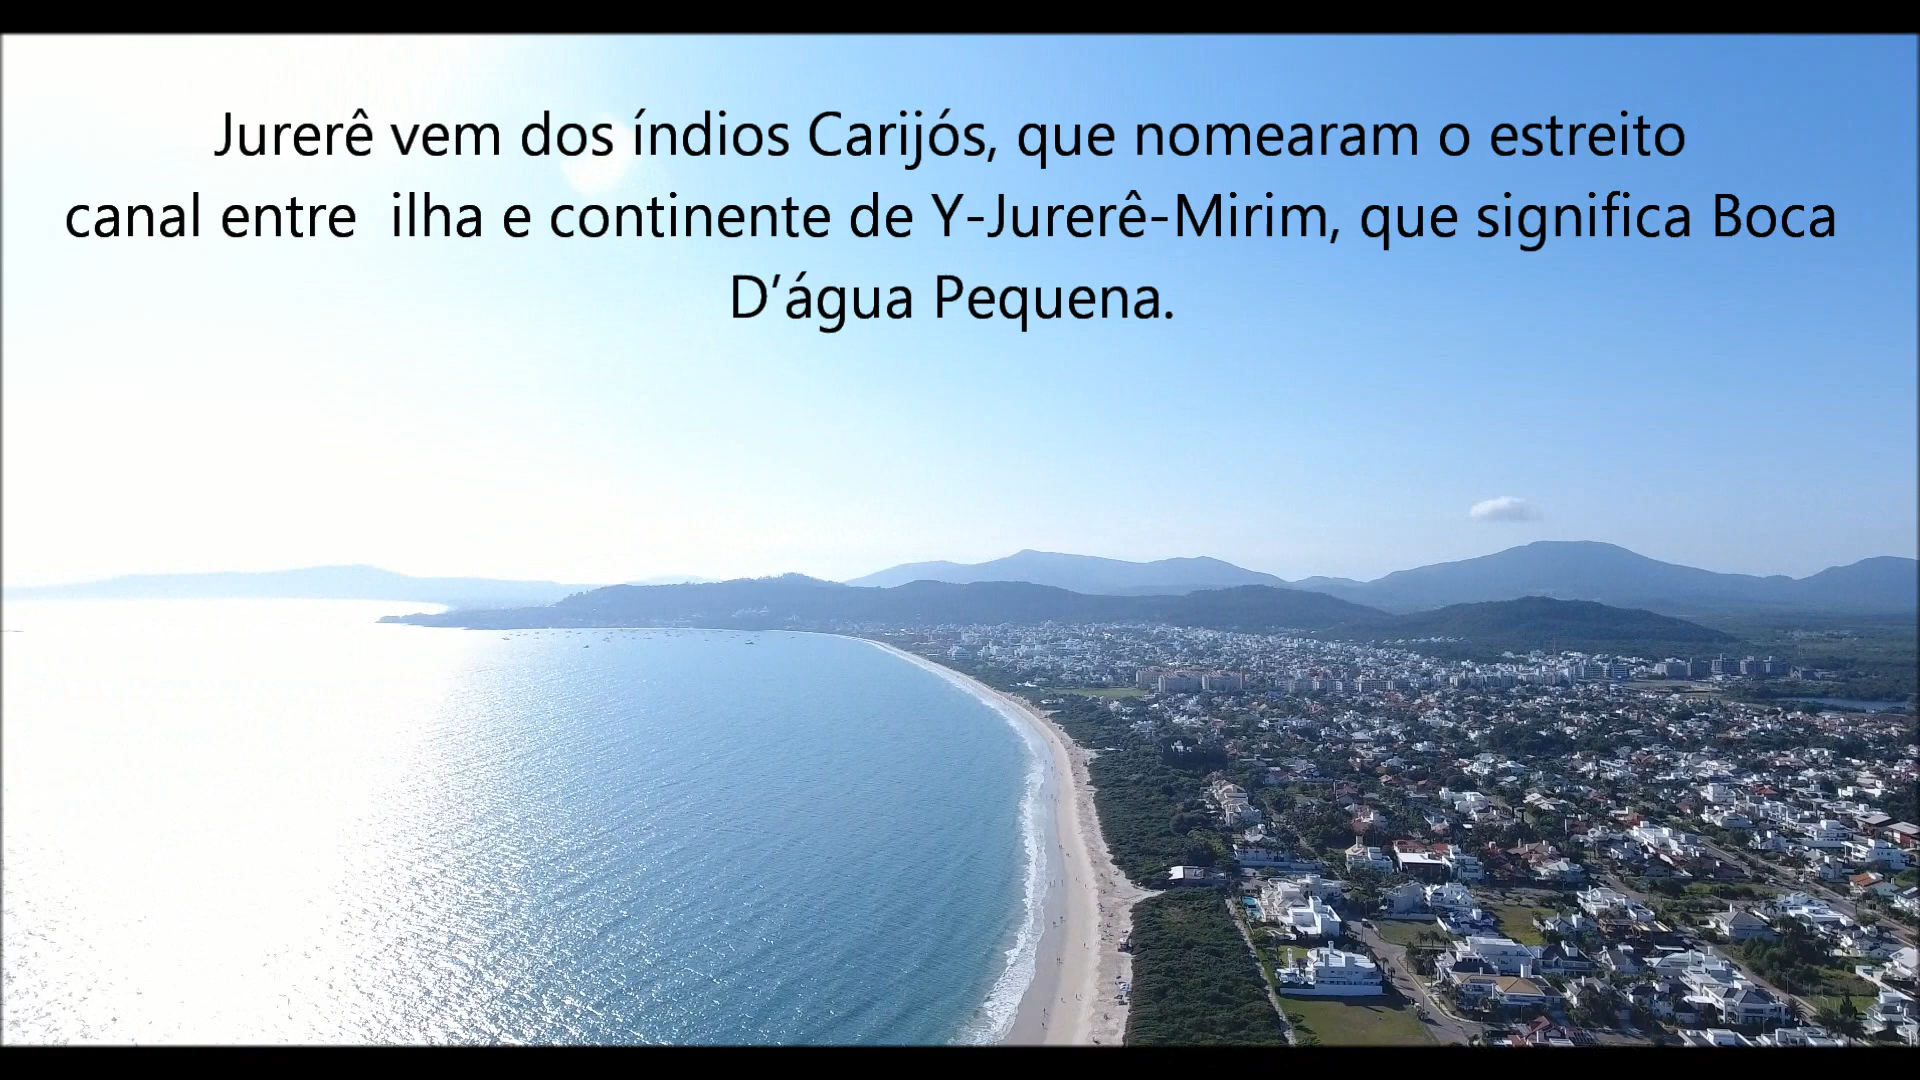 Jurerê vem dos índios Carijós, que nomearam o estreito
canal entre  ilha e continente de Y-Jurerê-Mirim, que significa Boca
D’água Pequena.